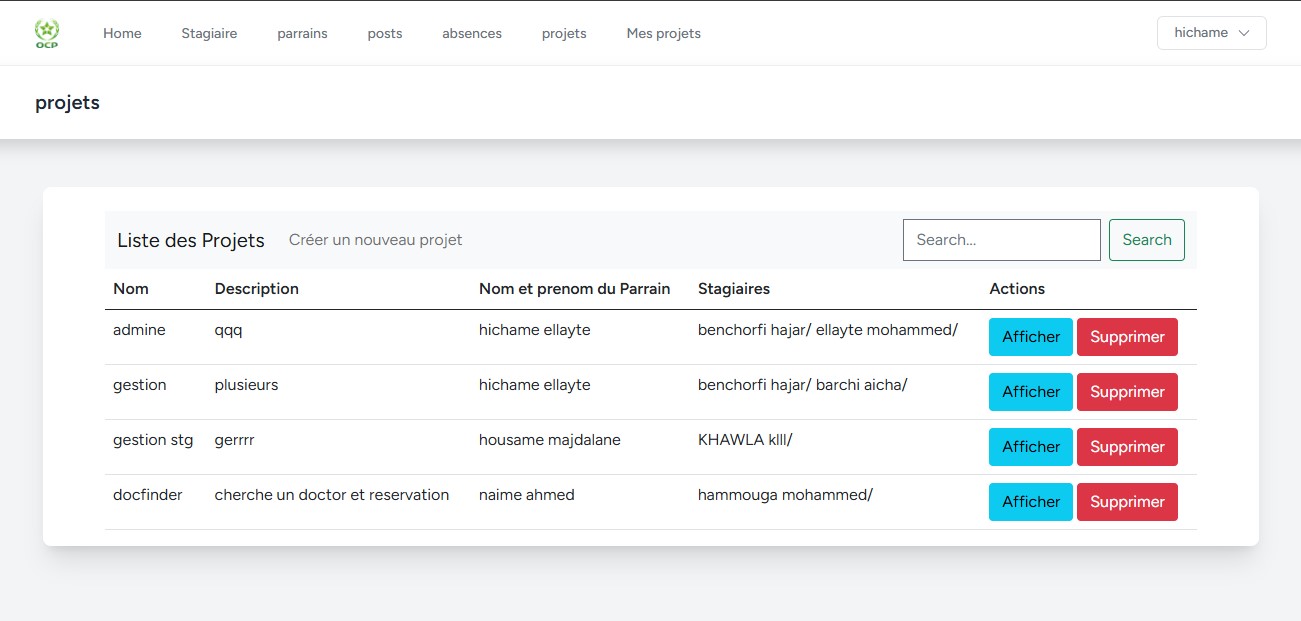 OCP Home Stagiaire parrains posts absences projets Mes projets hichame
projets
Liste des Projets Créer un nouveau projet Search... Search
Nom Description Nom et prenom du Parrain Stagiaires Actions
admine qqq hichame ellayte benchorfi hajar/ ellayte mohammed/ Afficher Supprimer
gestion plusieurs hichame ellayte benchorfi hajar/ barchi aicha/ Afficher Supprimer
gestion stg gerrrr housame majdalane KHAWLA klll/ Afficher Supprimer
docfinder cherche un doctor et reservation naime ahmed hammouga mohammed/ Afficher Supprimer